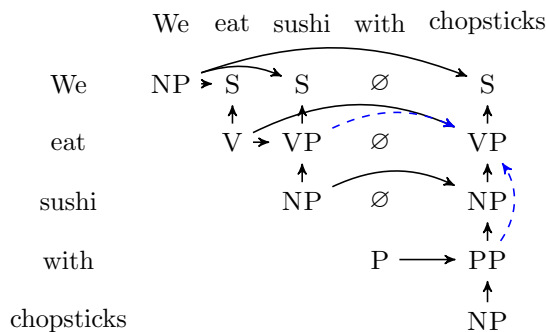 We eat sushi with chopsticks
We NP S S ∅ S
eat V VP ∅ VP
sushi NP ∅ NP
with P PP
chopsticks NP